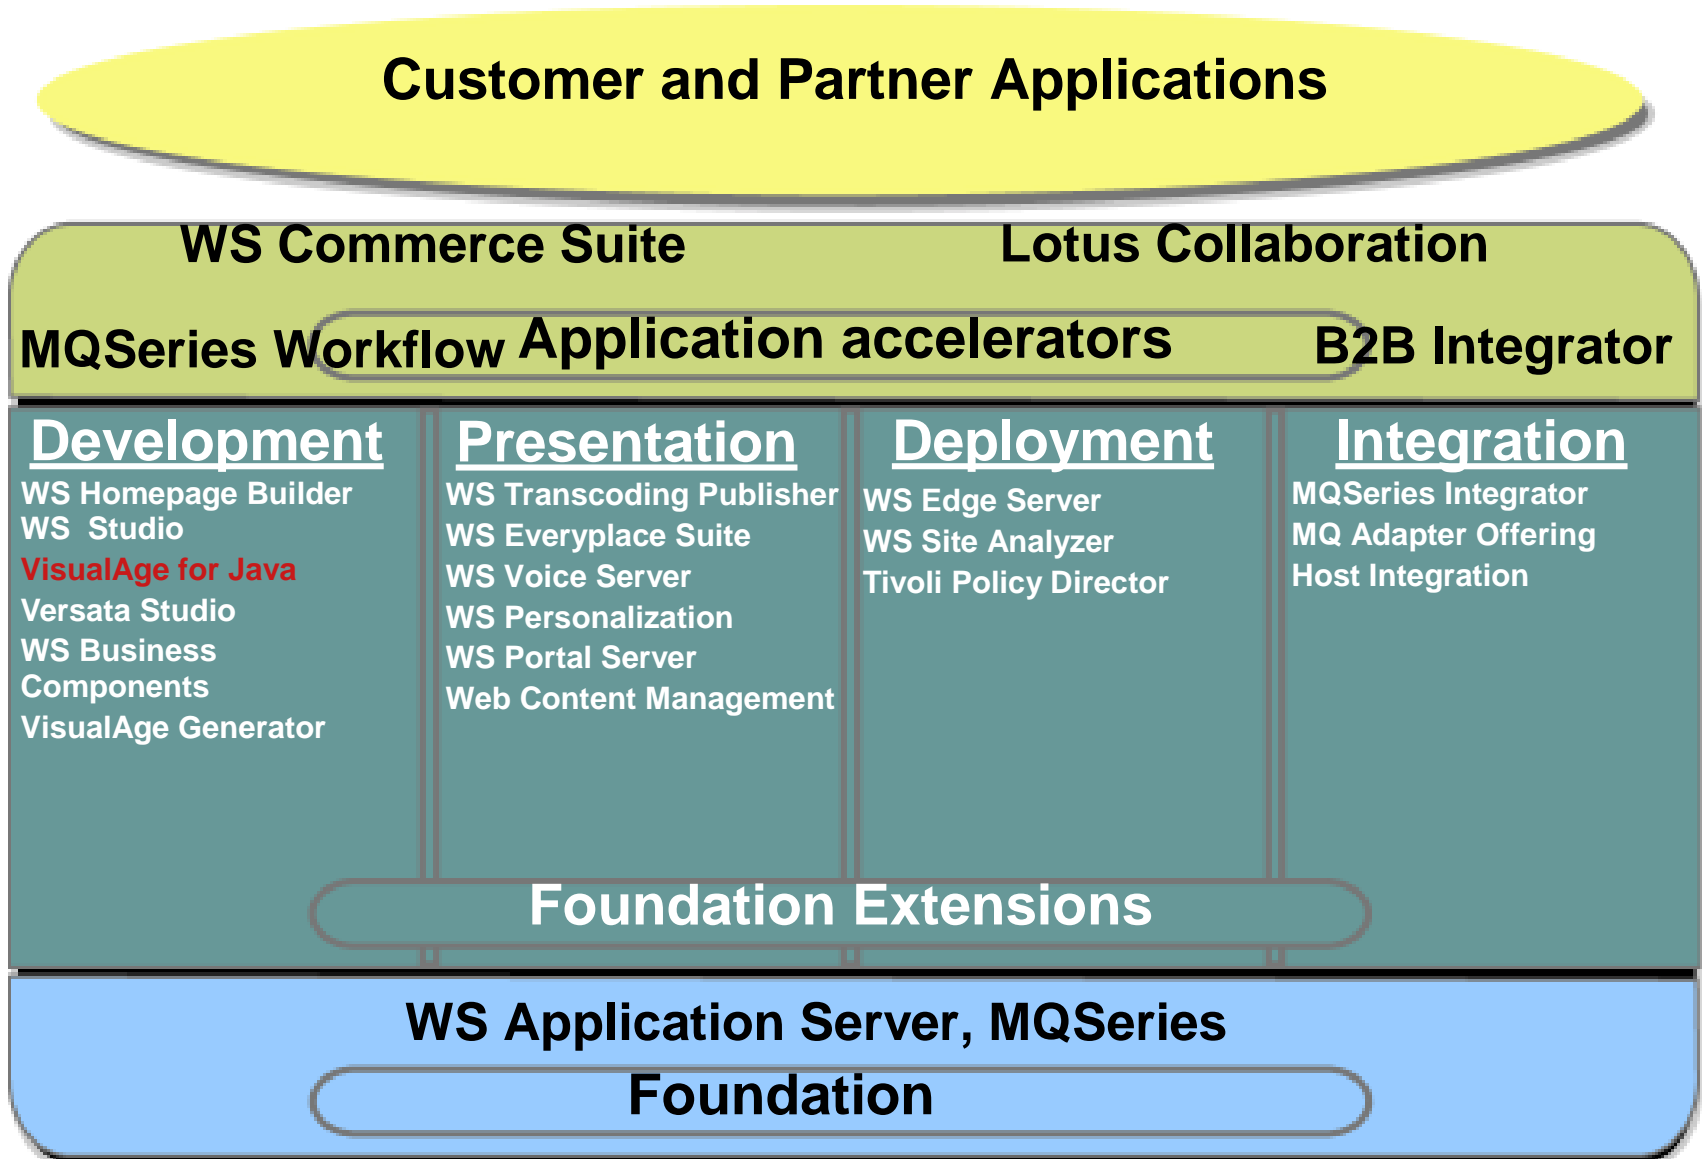 Customer and Partner Applications
WS Commerce Suite
Lotus Collaboration
MQSeries Workflow
Application accelerators
B2B Integrator
Development
WS Homepage Builder
WS  Studio
VisualAge for Java
Versata Studio
WS Business
Components
VisualAge Generator
Presentation
WS Transcoding Publisher
WS Everyplace Suite
WS Voice Server
WS Personalization
WS Portal Server
Web Content Management
Deployment
WS Edge Server
WS Site Analyzer
Tivoli Policy Director
Integration
MQSeries Integrator
MQ Adapter Offering
Host Integration
Foundation Extensions
WS Application Server, MQSeries
Foundation